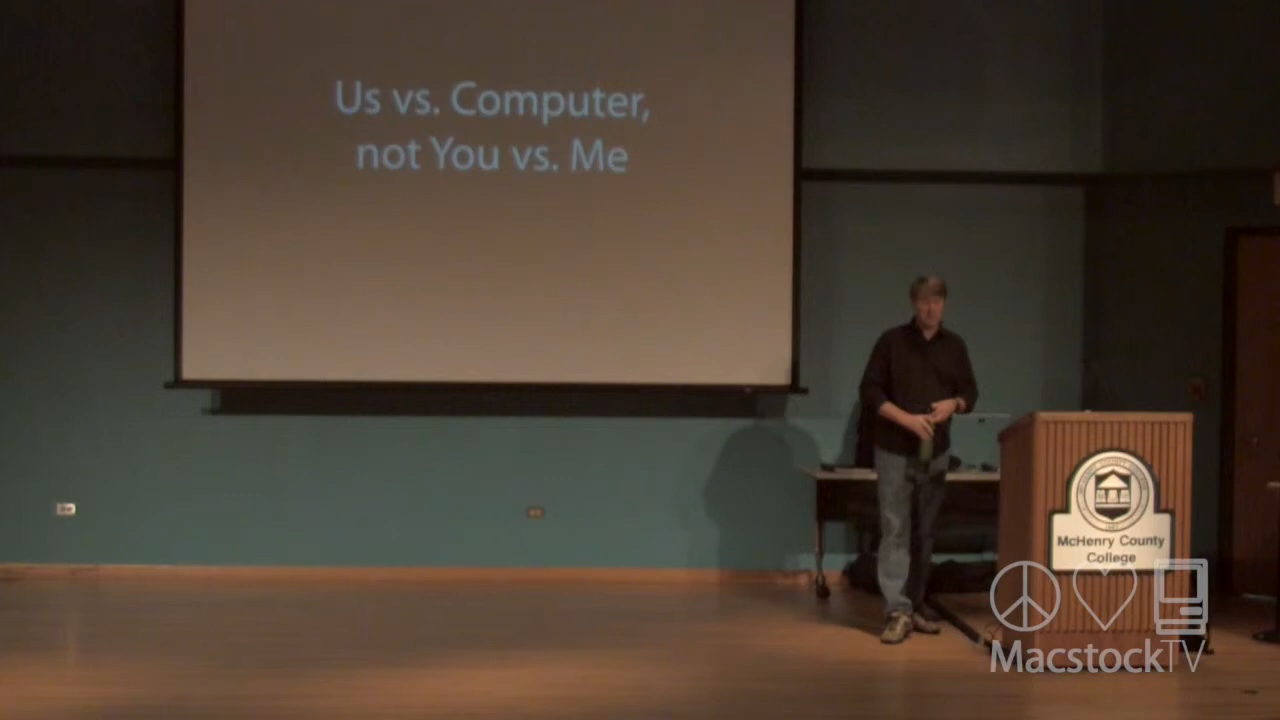 Us vs. Computer,
not You vs. Me
McHenry County
College
MacstockTV